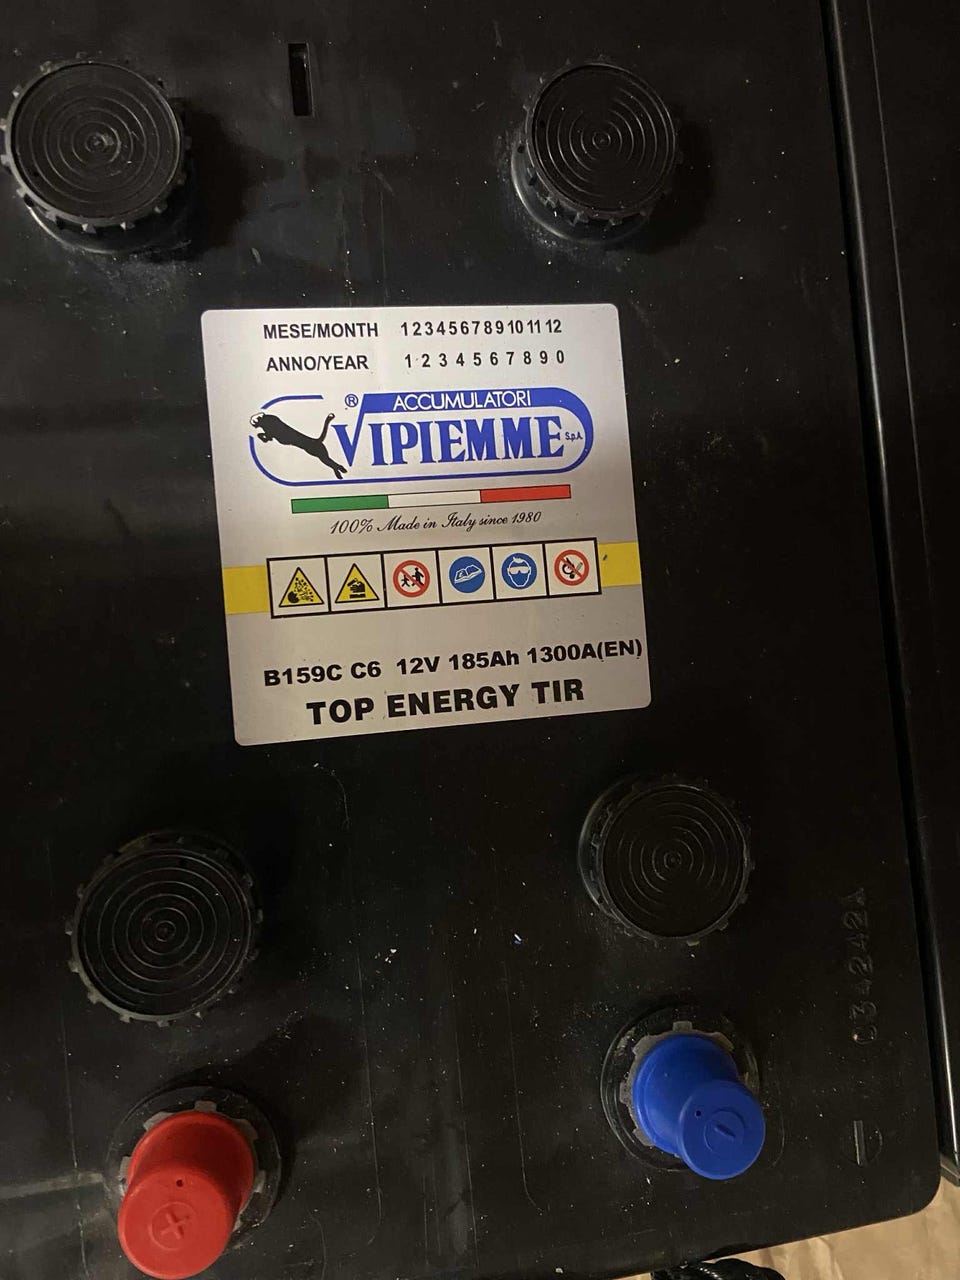 MESE/MONTH 1 2 3 4 5 6 7 8 9 10 11 12
ANNO/YEAR 1 2 3 4 5 6 7 8 9 0
® ACCUMULATORI
VIPIEMME S.p.A.
100% Made in Italy since 1980
B159C C6 12V 185Ah 1300A(EN)
TOP ENERGY TIR
034242A
+
-
-